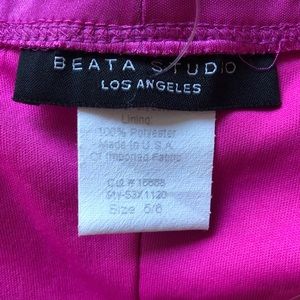 BEATA STUDIO
LOS ANGELES
Lining:
100% Polyester
Made in U.S.A
Of Imported Fabric
Size 5/6